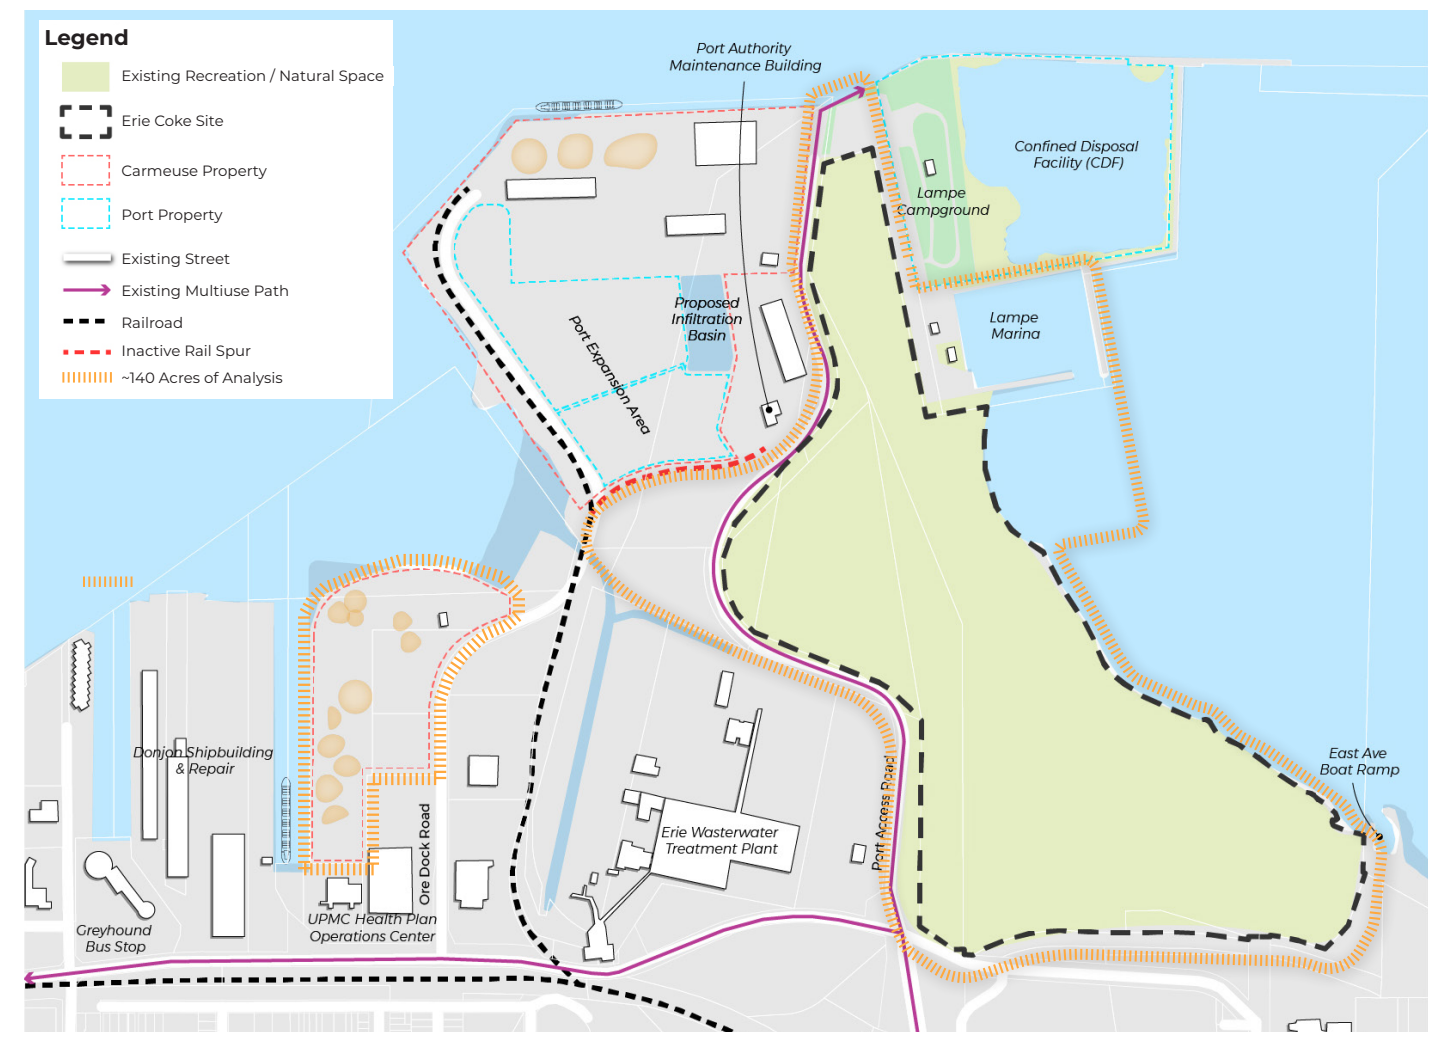 Legend
Existing Recreation / Natural Space
Erie Coke Site
Carmeuse Property
Port Property
Existing Street
Existing Multiuse Path
Railroad
Inactive Rail Spur
~140 Acres of Analysis
Port Authority
Maintenance Building
Confined Disposal
Facility (CDF)
Lampe
Campground
Proposed
Infiltration
Basin
Lampe
Marina
Port Expansion Area
Donjon Shipbuilding
& Repair
East Ave
Boat Ramp
Port Access Road
Ore Dock Road
Erie Wasterwater
Treatment Plant
UPMC Health Plan
Operations Center
Greyhound
Bus Stop